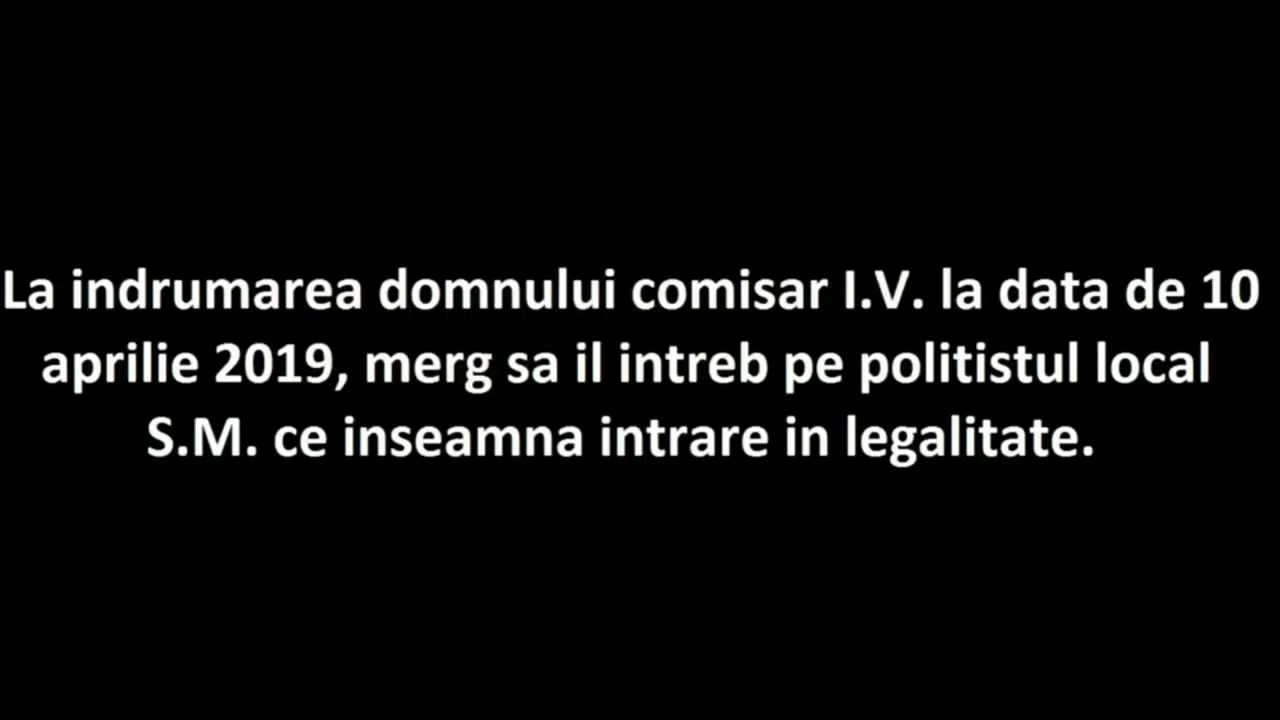 La indrumarea domnului comisar I.V. la data de 10
aprilie 2019, merg sa il intreb pe politistul local
S.M. ce inseamna intrare in legalitate.